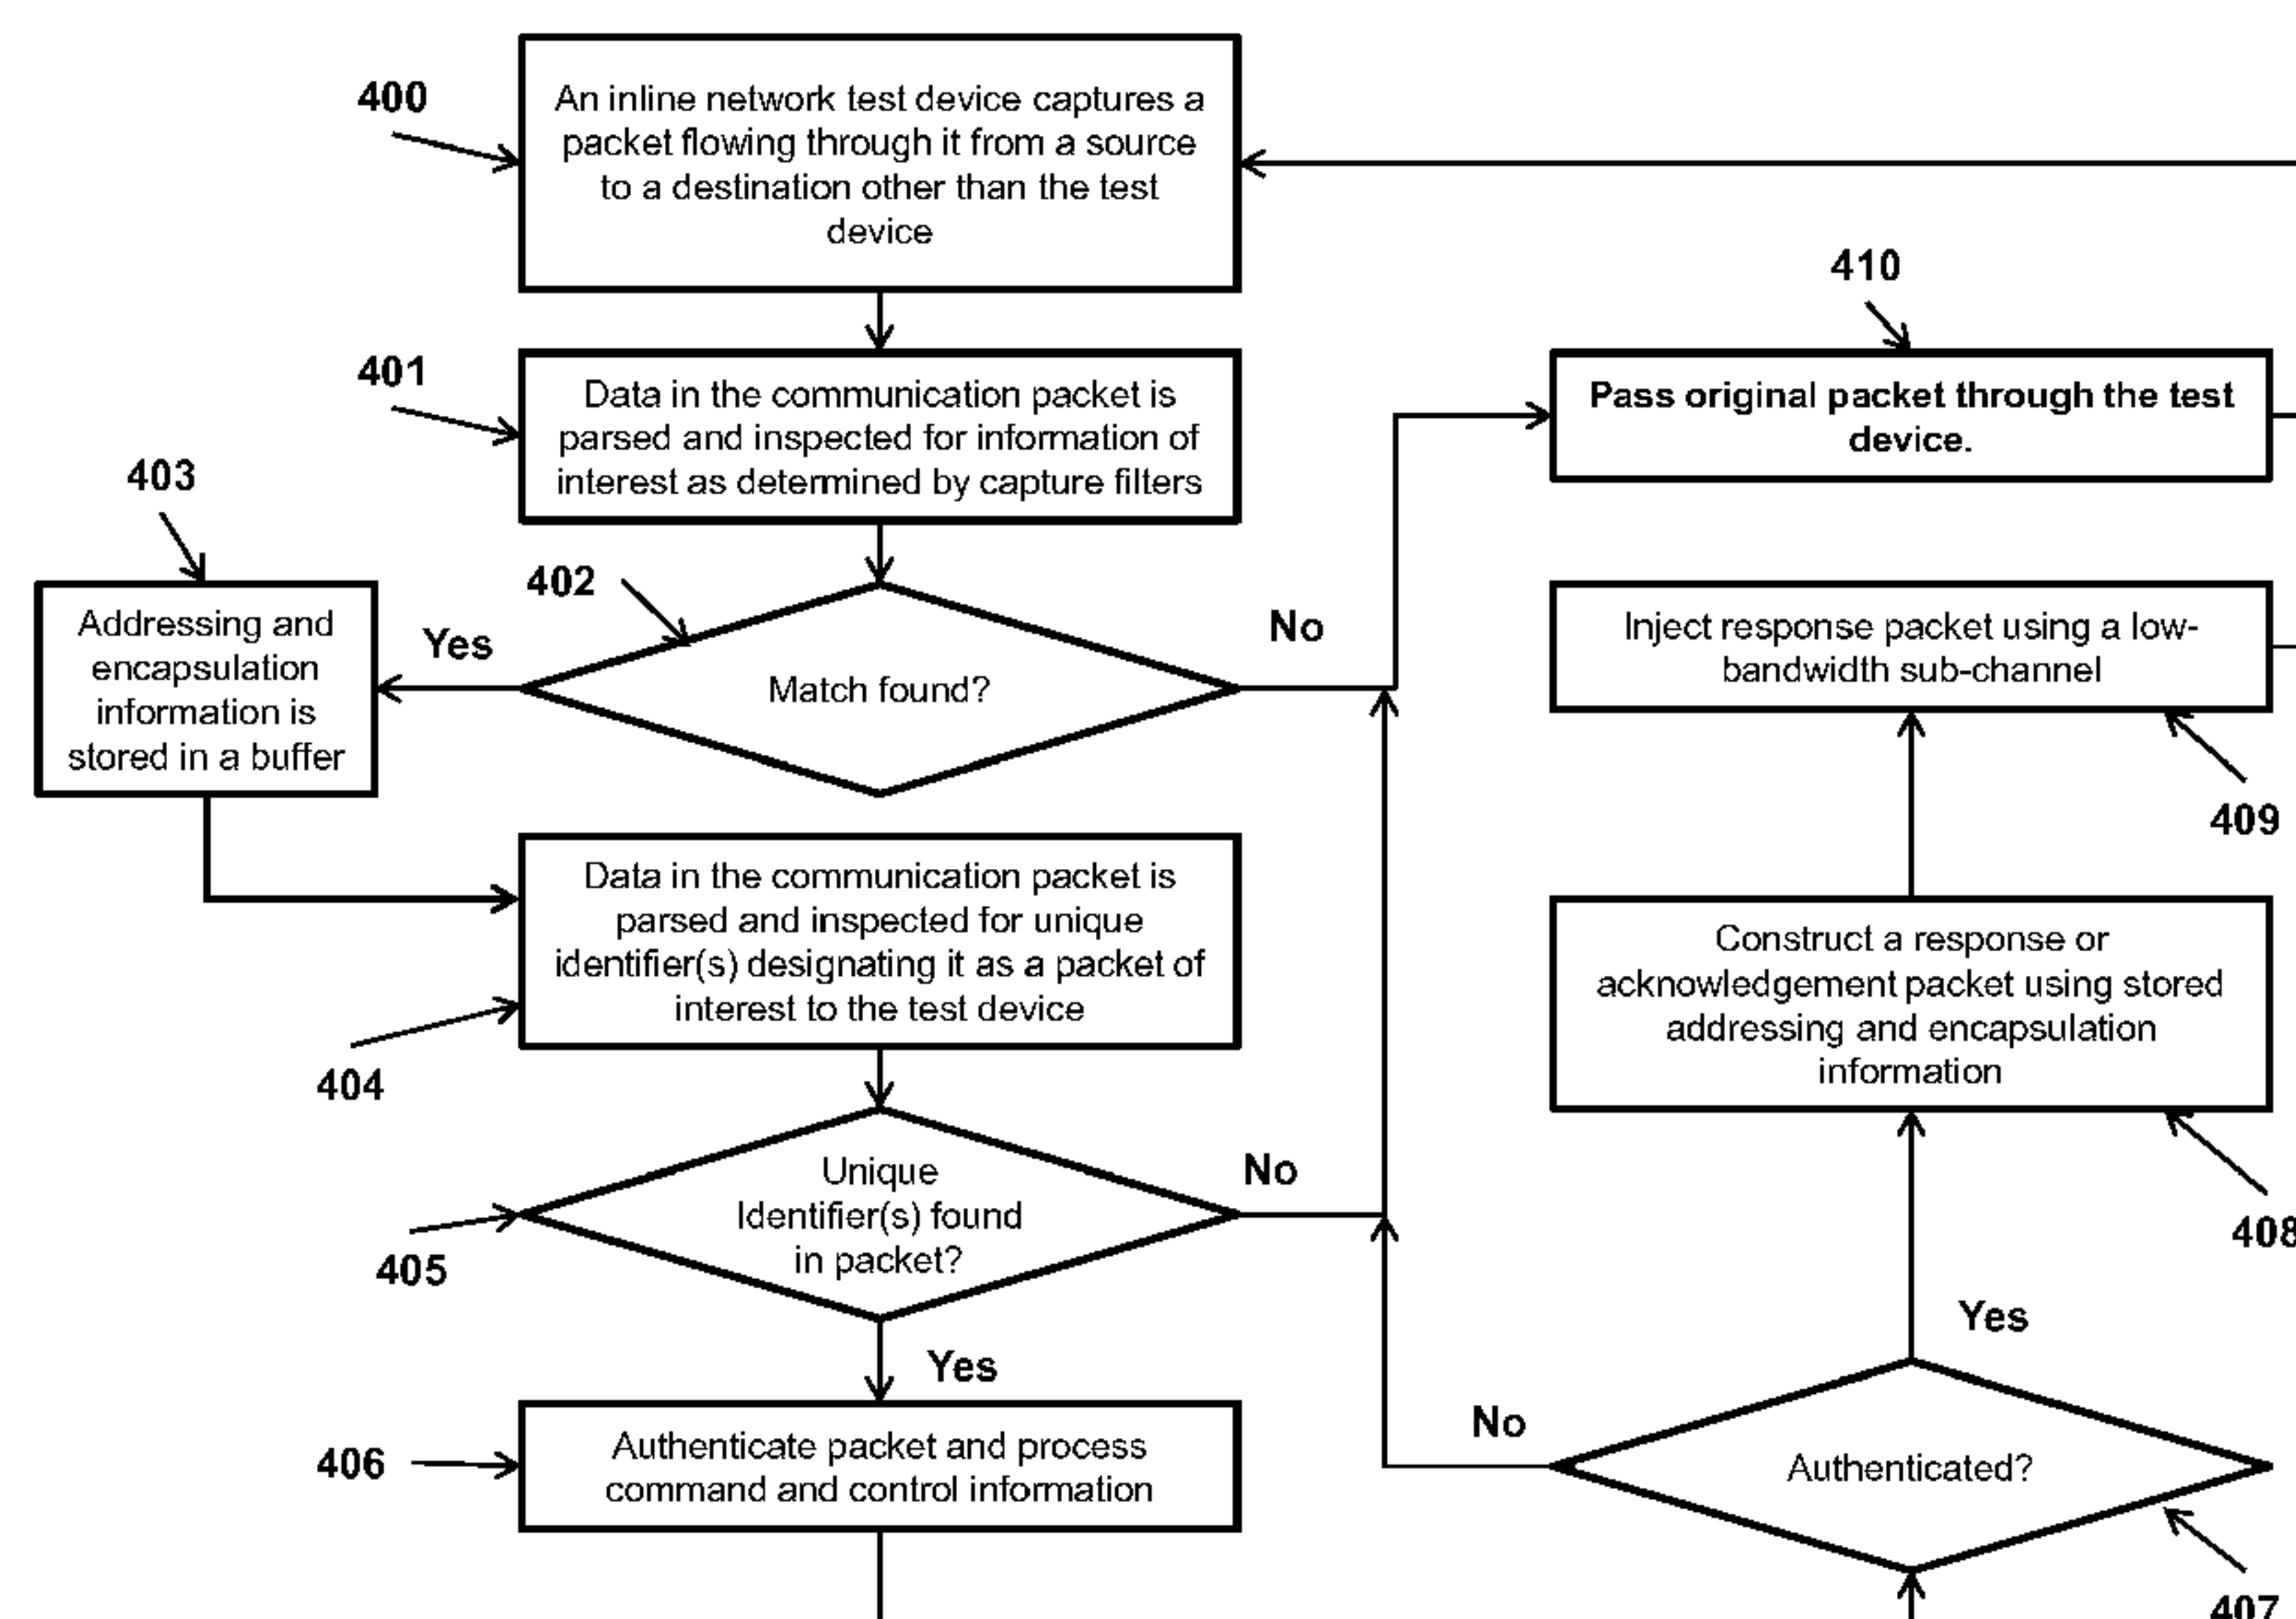 400
An inline network test device captures a
packet flowing through it from a source
to a destination other than the test
device
401
Data in the communication packet is
parsed and inspected for information of
interest as determined by capture filters
402
Match found?
Yes
No
403
Addressing and
encapsulation
information is
stored in a buffer
Data in the communication packet is
parsed and inspected for unique
identifier(s) designating it as a packet of
interest to the test device
404
Unique
Identifier(s) found
in packet?
405
No
Yes
406
Authenticate packet and process
command and control information
410
Pass original packet through the test
device.
Inject response packet using a low-
bandwidth sub-channel
409
Construct a response or
acknowledgement packet using stored
addressing and encapsulation
information
408
Yes
No
Authenticated?
407